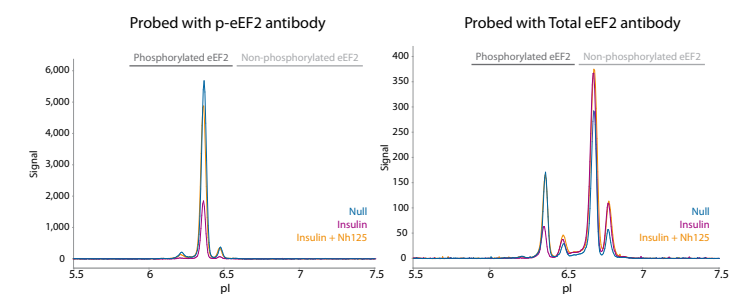 Probed with p-eEF2 antibody
Phosphorylated eEF2 Non-phosphorylated eEF2
6,000
5,000
4,000
3,000
2,000
1,000
0
Signal
Null
Insulin
Insulin + Nh125
5.5 6 6.5 7 7.5
pI
Probed with Total eEF2 antibody
Phosphorylated eEF2 Non-phosphorylated eEF2
400
350
300
250
200
150
100
50
0
Signal
Null
Insulin
Insulin + Nh125
5.5 6 6.5 7 7.5
pI